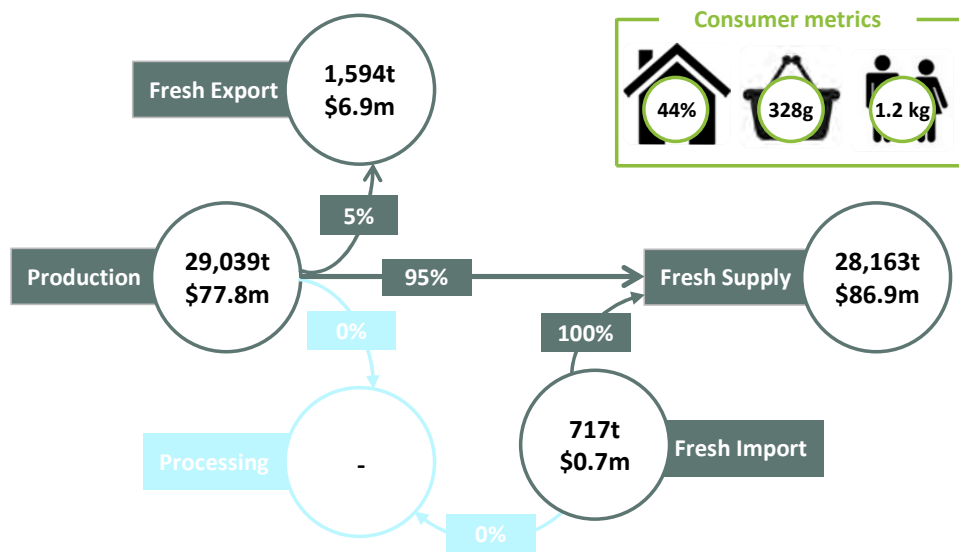 Consumer metrics
44%
328g
1.2 kg
Fresh Export
1,594t
$6.9m
5%
Production
29,039t
$77.8m
95%
Fresh Supply
28,163t
$86.9m
0%
100%
Processing
-
717t
$0.7m
Fresh Import
0%